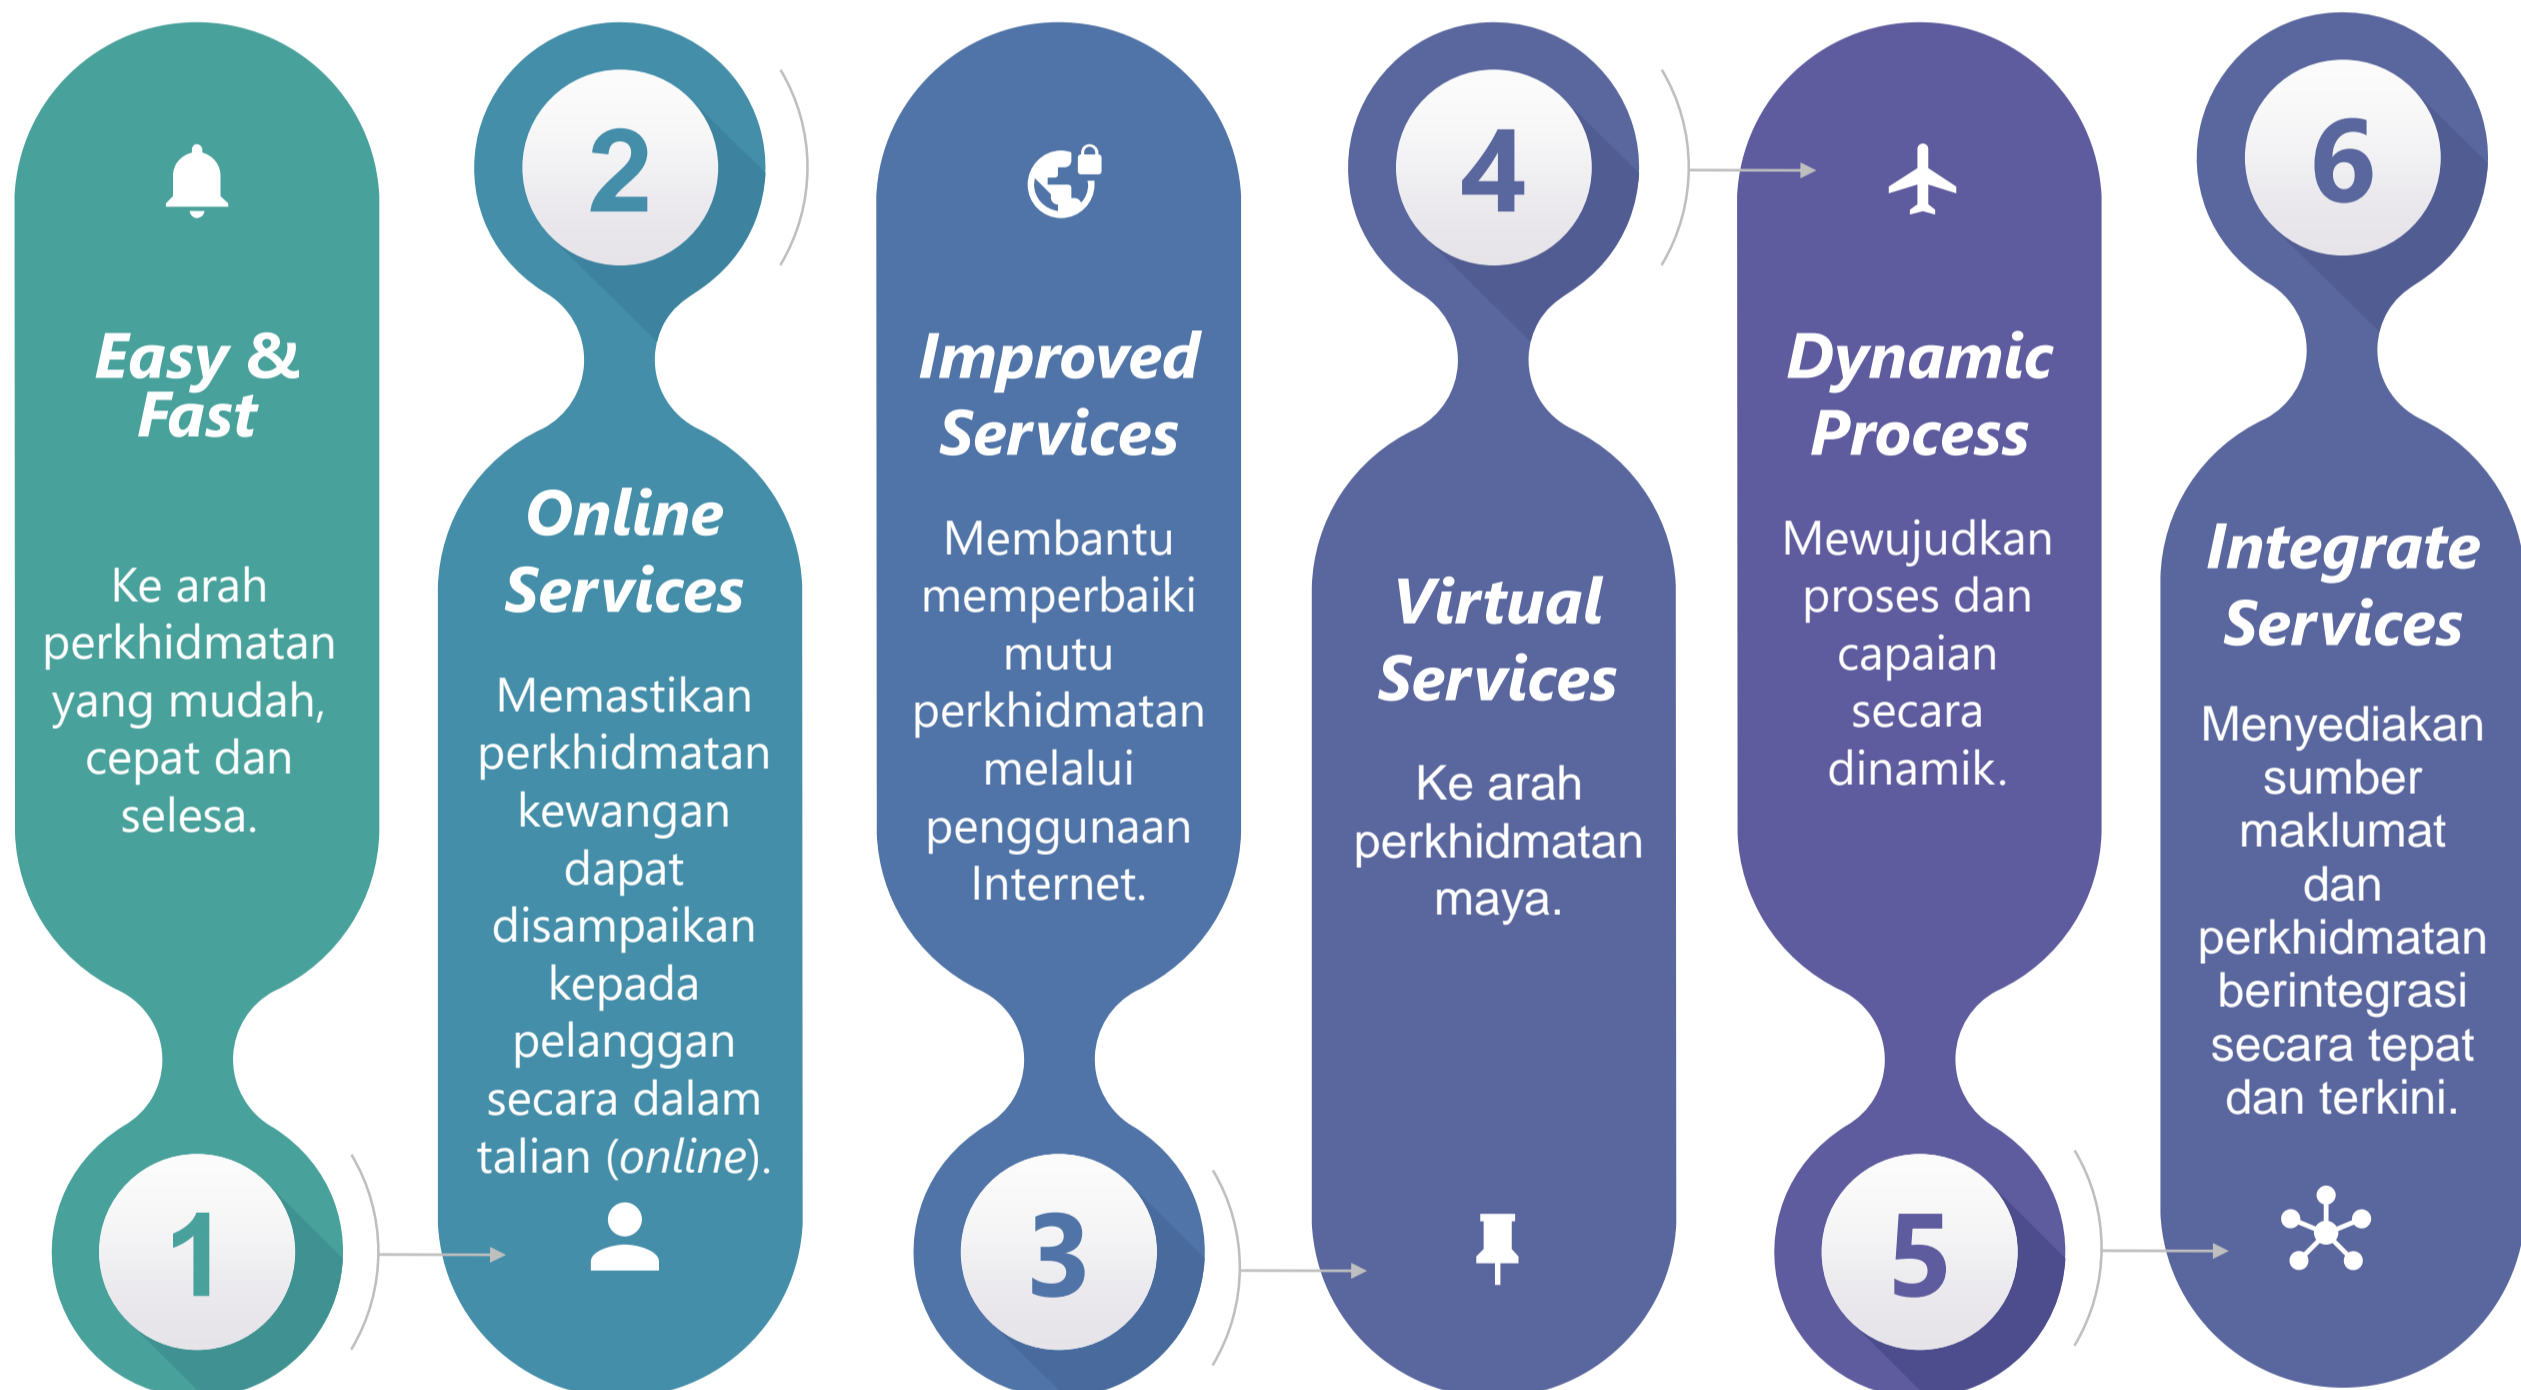 Easy &
Fast
Ke arah
perkhidmatan
yang mudah,
cepat dan
selesa.
1
2
Online
Services
Memastikan
perkhidmatan
kewangan
dapat
disampaikan
kepada
pelanggan
secara dalam
talian (online).
Improved
Services
Membantu
memperbaiki
mutu
perkhidmatan
melalui
penggunaan
Internet.
3
4
Virtual
Services
Ke arah
perkhidmatan
maya.
Dynamic
Process
Mewujudkan
proses dan
capaian
secara
dinamik.
5
6
Integrate
Services
Menyediakan
sumber
maklumat
dan
perkhidmatan
berintegrasi
secara tepat
dan terkini.